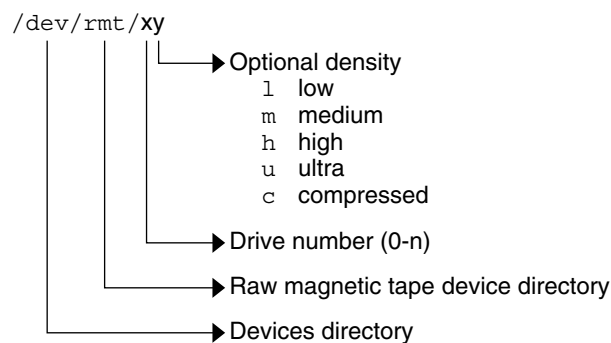 /dev/rmt/xy
Optional density
l low
m medium
h high
u ultra
c compressed
Drive number (0-n)
Raw magnetic tape device directory
Devices directory